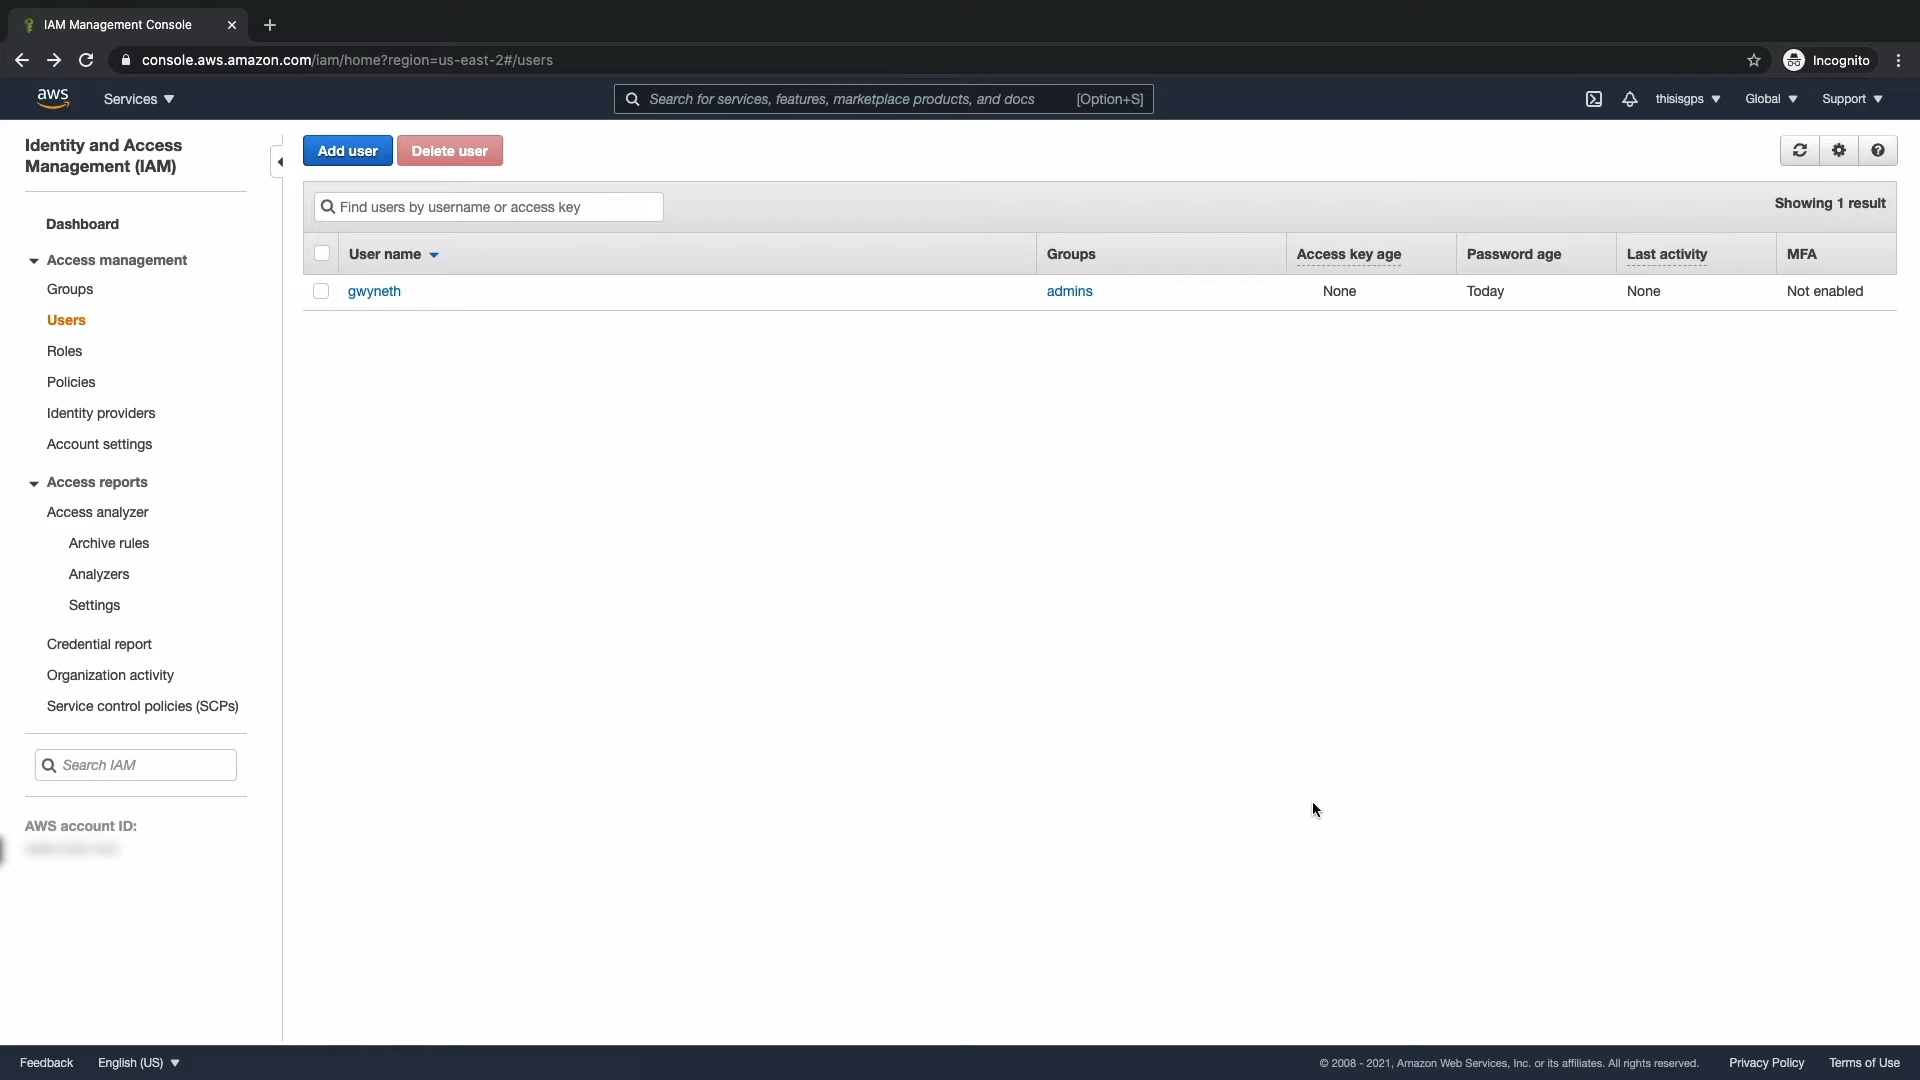 IAM Management Console
console.aws.amazon.com/iam/home?region=us-east-2#/users
Incognito
aws
Services
Search for services, features, marketplace products, and docs [Option+S]
thisisgps
Global
Support
Identity and Access
Management (IAM)
Dashboard
Access management
Groups
Users
Roles
Policies
Identity providers
Account settings
Access reports
Access analyzer
Archive rules
Analyzers
Settings
Credential report
Organization activity
Service control policies (SCPs)
Search IAM
AWS account ID:
Add user
Delete user
Find users by username or access key
Showing 1 result
User name Groups Access key age Password age Last activity MFA
gwyneth admins None Today None Not enabled
Feedback
English (US)
© 2008 - 2021, Amazon Web Services, Inc. or its affiliates. All rights reserved.
Privacy Policy
Terms of Use